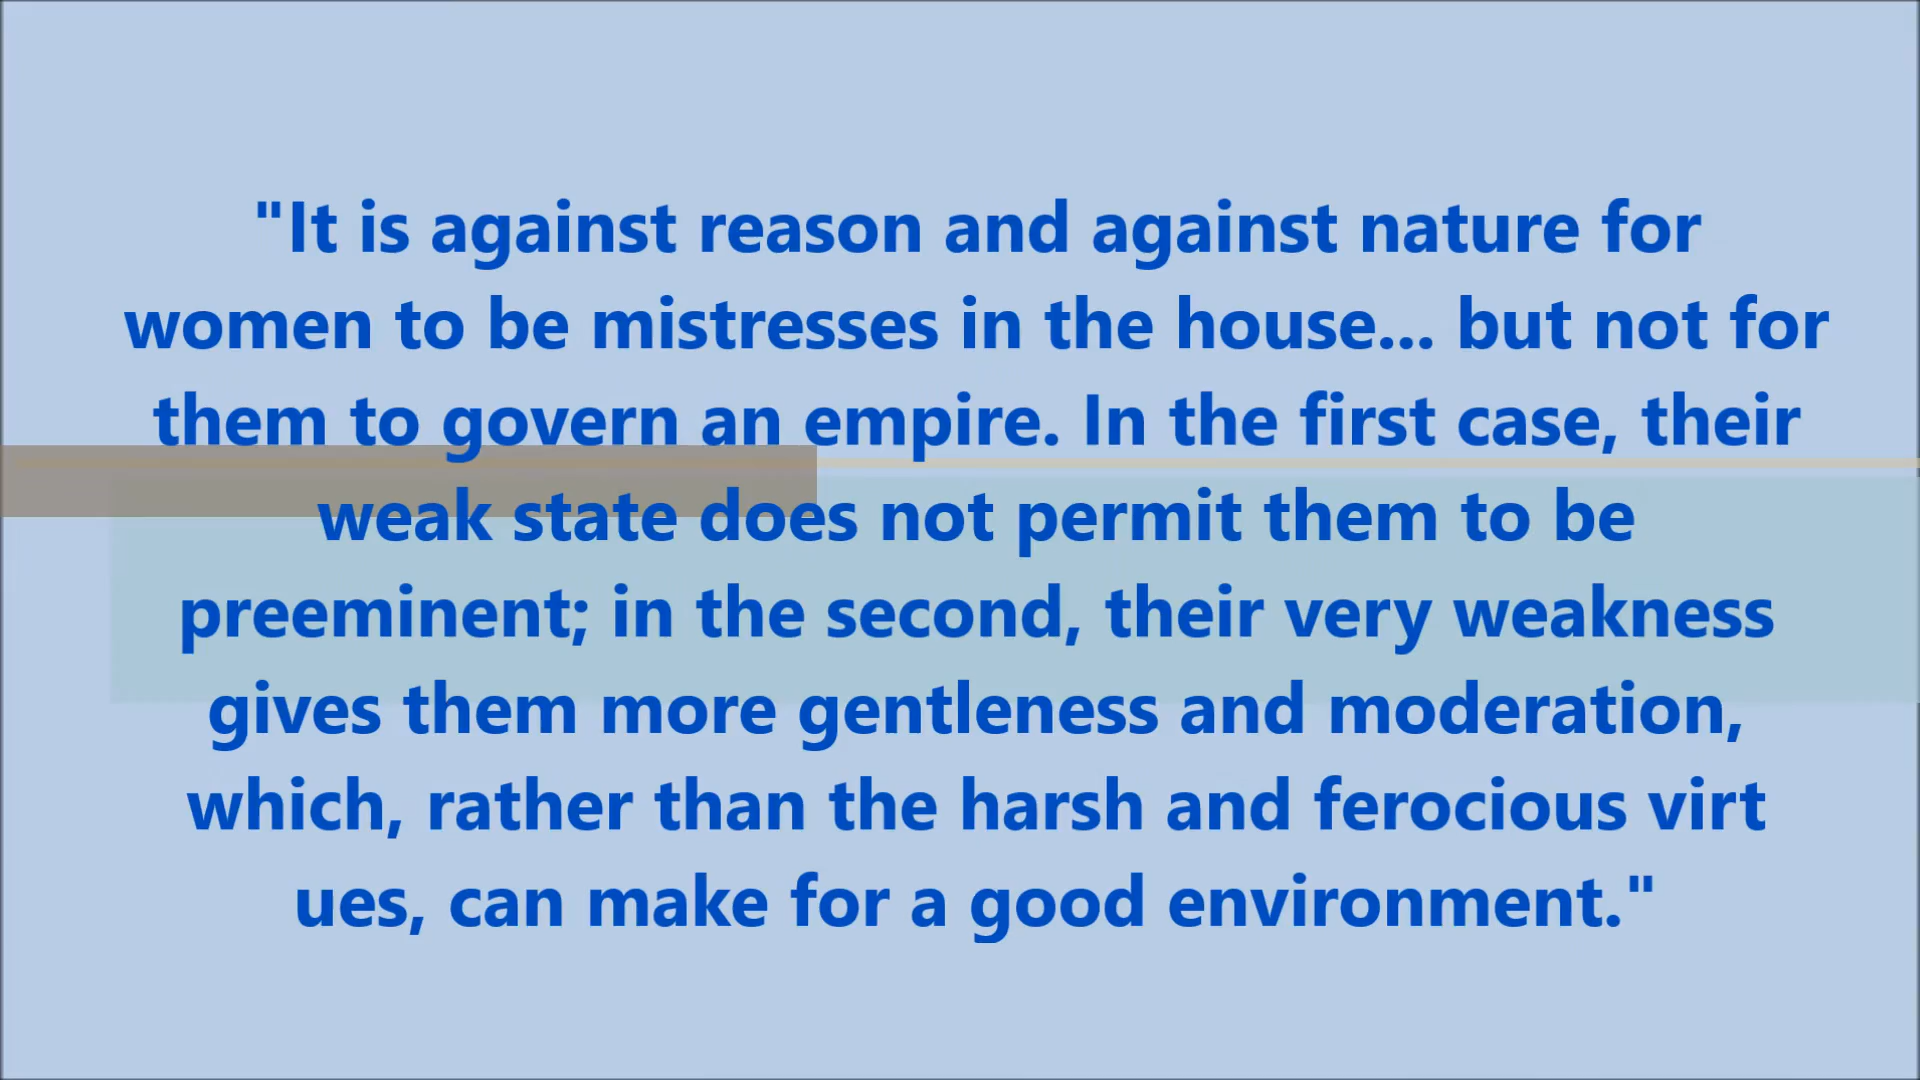 "It is against reason and against nature for
women to be mistresses in the house... but not for
them to govern an empire. In the first case, their
weak state does not permit them to be
preeminent; in the second, their very weakness
gives them more gentleness and moderation,
which, rather than the harsh and ferocious virt
ues, can make for a good environment."